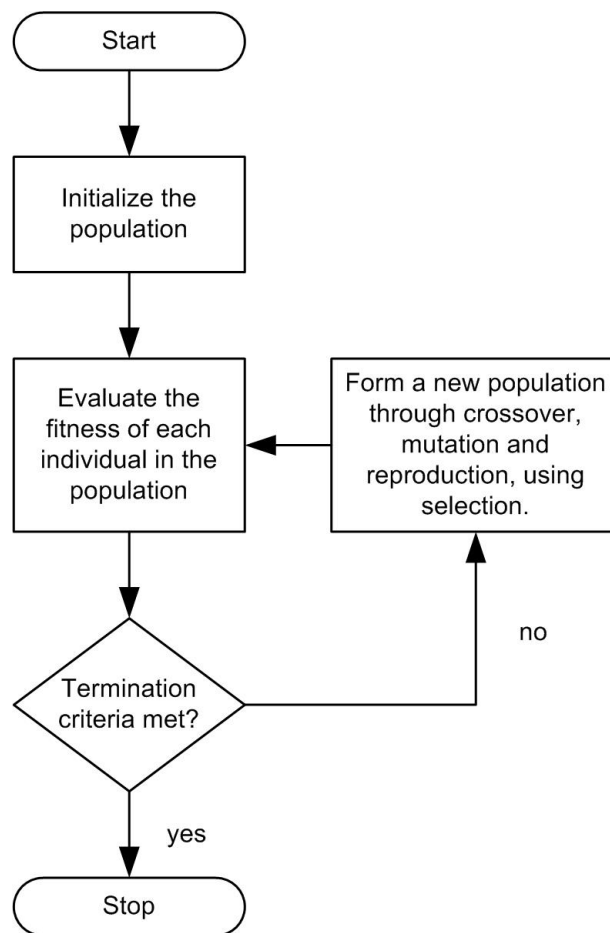 Start
Initialize the
population
Evaluate the
fitness of each
individual in the
population
Form a new population
through crossover,
mutation and
reproduction, using
selection.
no
Termination
criteria met?
yes
Stop